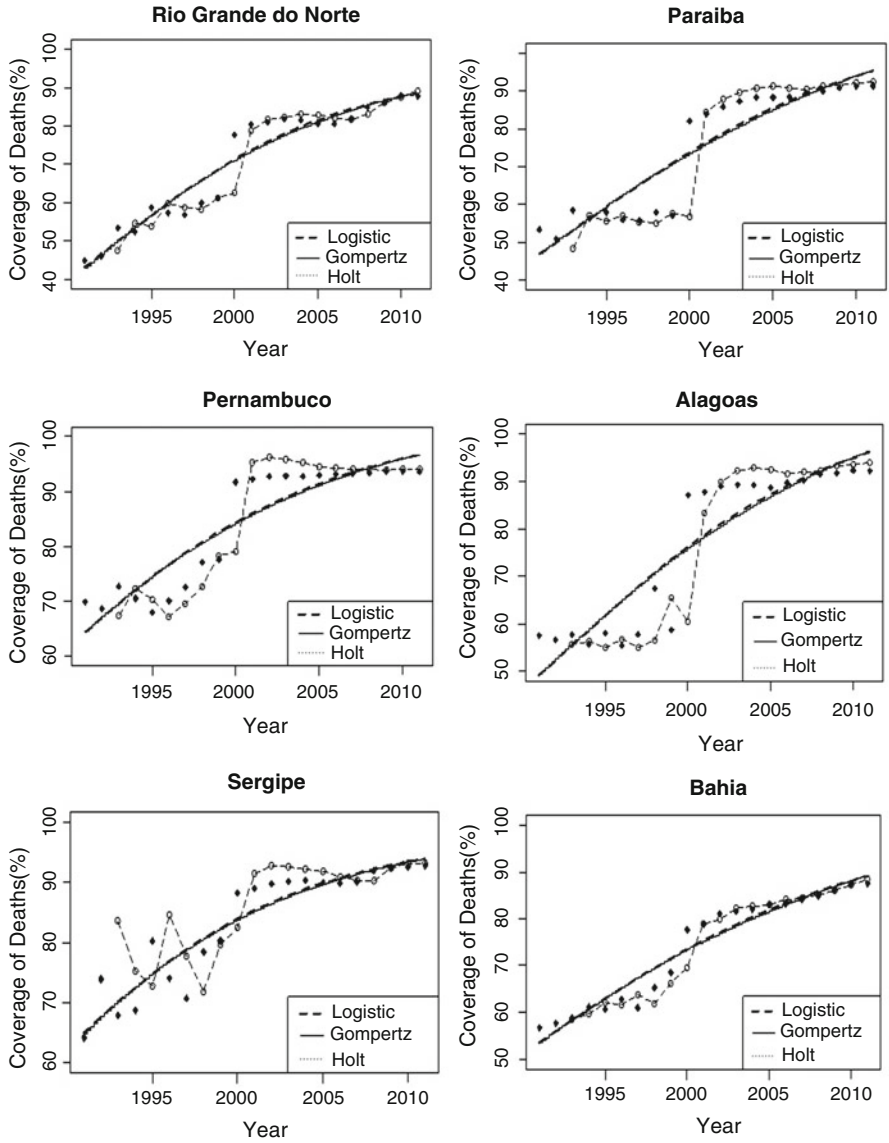 Rio Grande do Norte
Coverage of Deaths(%)
100
90
80
70
60
50
40
Logistic
Gompertz
Holt
1995 2000 2005 2010
Year
Paraiba
Coverage of Deaths(%)
100
90
80
70
60
50
40
Logistic
Gompertz
Holt
1995 2000 2005 2010
Year
Pernambuco
Coverage of Deaths(%)
100
90
80
70
60
Logistic
Gompertz
Holt
1995 2000 2005 2010
Year
Alagoas
Coverage of Deaths(%)
100
90
80
70
60
50
Logistic
Gompertz
Holt
1995 2000 2005 2010
Year
Sergipe
Coverage of Deaths(%)
100
90
80
70
60
Logistic
Gompertz
Holt
1995 2000 2005 2010
Year
Bahia
Coverage of Deaths(%)
100
90
80
70
60
50
Logistic
Gompertz
Holt
1995 2000 2005 2010
Year